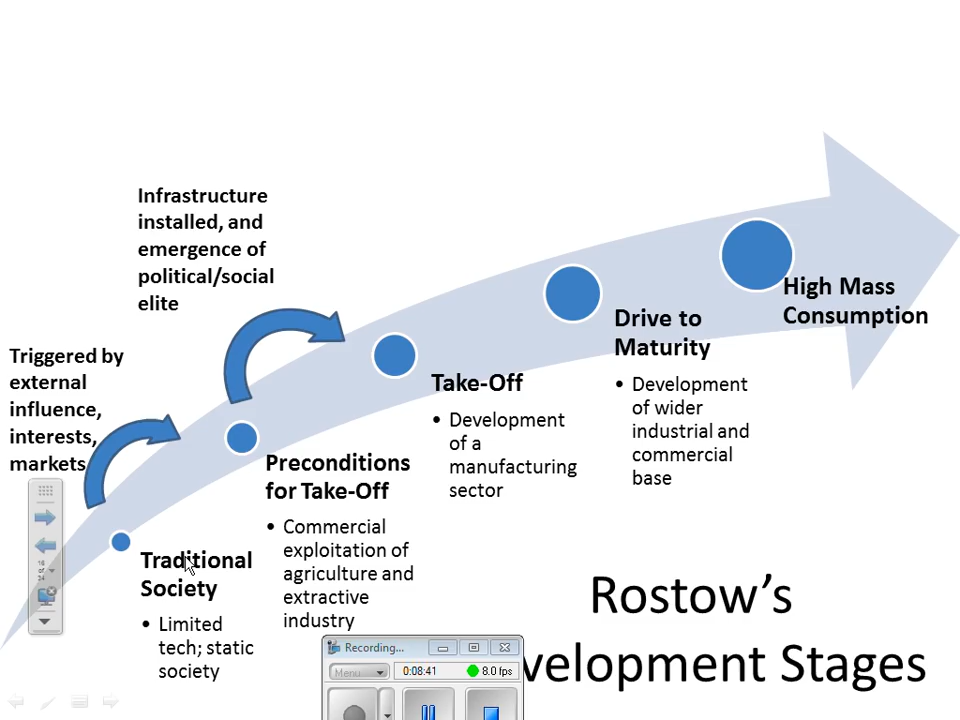 Infrastructure
installed, and
emergence of
political/social
elite
Triggered by
external
influence,
interests,
markets
Traditional
Society
• Limited
tech; static
society
Preconditions
for Take-Off
• Commercial
exploitation of
agriculture and
extractive
industry
Take-Off
• Development
of a
manufacturing
sector
Drive to
Maturity
• Development
of wider
industrial and
commercial
base
High Mass
Consumption
Rostow’s
velopment Stages
Recording...
Menu
0:08:41
8.0 fps